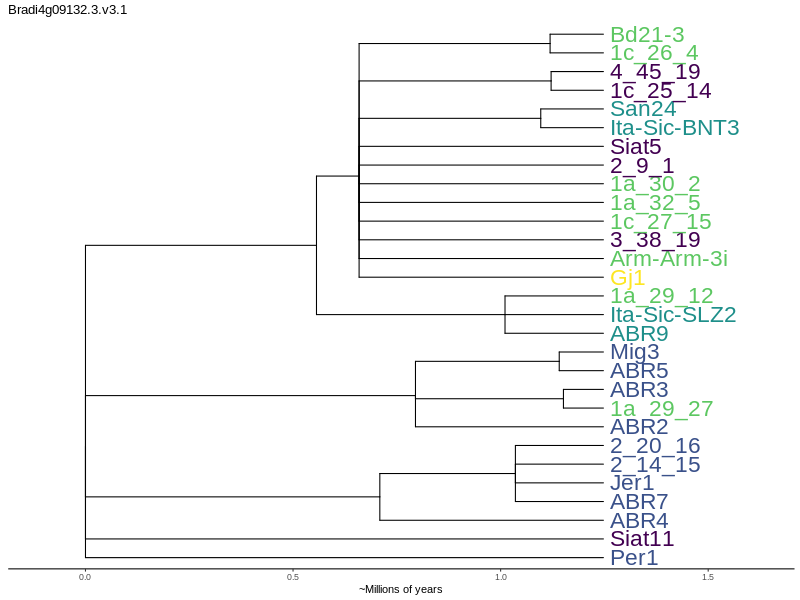 Bradi4g09132.3.v3.1
Bd21-3
1c_26_4
4_45_19
1c_25_14
San24
Ita-Sic-BNT3
Siat5
2_9_1
1a_30_2
1a_32_5
1c_27_15
3_38_19
Arm-Arm-3i
Gj1
1a_29_12
Ita-Sic-SLZ2
ABR9
Mig3
ABR5
ABR3
1a_29_27
ABR2
2_20_16
2_14_15
Jer1
ABR7
ABR4
Siat11
Per1
0.0 0.5 1.0 1.5
~Millions of years